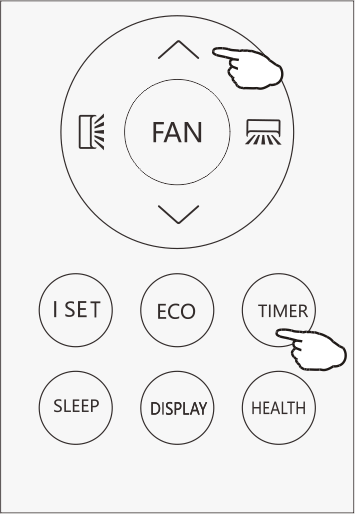 FAN
I SET
ECO
TIMER
SLEEP
DISPLAY
HEALTH